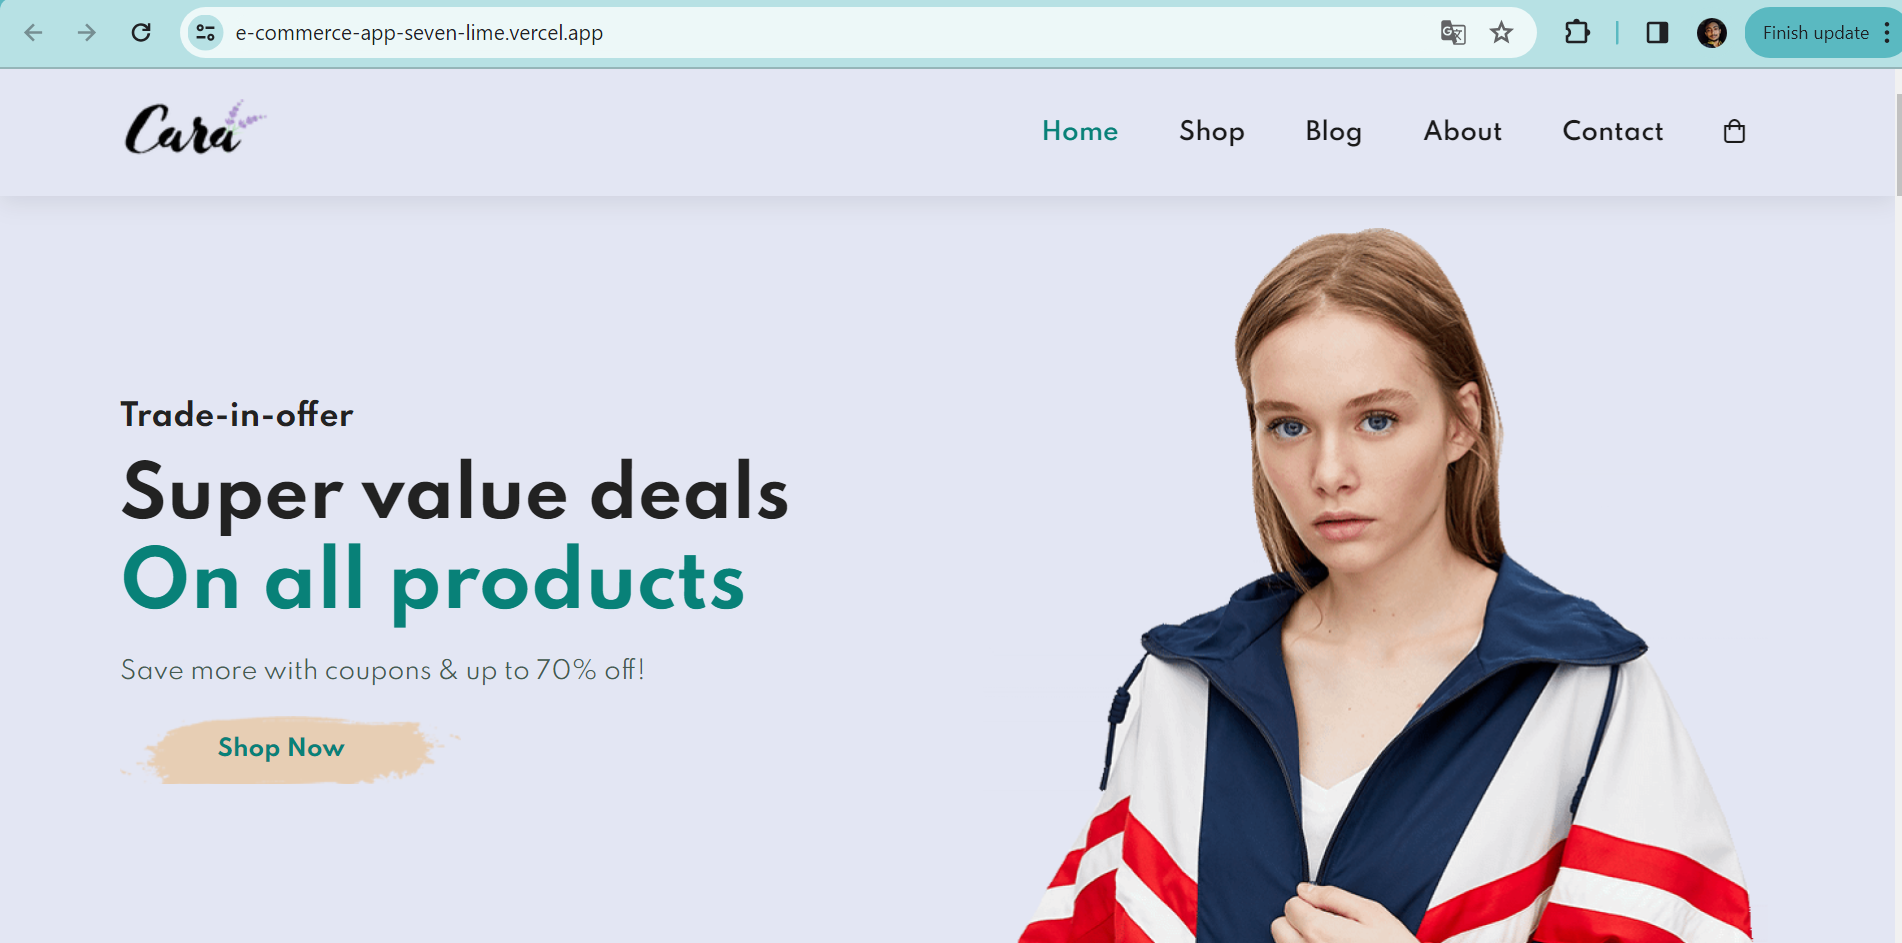 e-commerce-app-seven-lime.vercel.app
Finish update
Cara
Home Shop Blog About Contact
Trade-in-offer
Super value deals
On all products
Save more with coupons & up to 70% off!
Shop Now